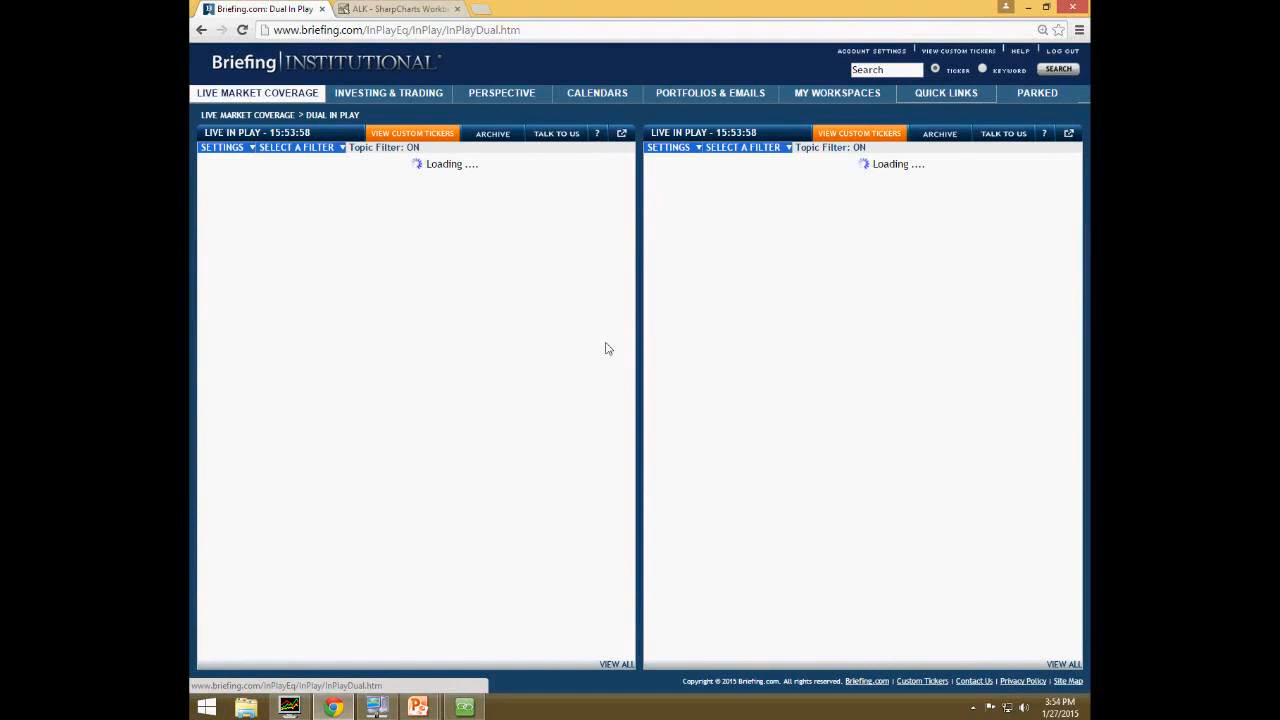 Briefing.com: Dual In Play
ALK - SharpCharts Workb
www.briefing.com/InPlayEq/InPlay/InPlayDual.htm
Briefing INSTITUTIONAL
ACCOUNT SETTINGS VIEW CUSTOM TICKERS HELP LOG OUT
Search TICKER KEYWORD SEARCH
LIVE MARKET COVERAGE INVESTING & TRADING PERSPECTIVE CALENDARS PORTFOLIOS & EMAILS MY WORKSPACES QUICK LINKS PARKED
LIVE MARKET COVERAGE > DUAL IN PLAY
LIVE IN PLAY - 15:53:58 VIEW CUSTOM TICKERS ARCHIVE TALK TO US ?
SETTINGS SELECT A FILTER Topic Filter: ON
Loading ....
VIEW ALL
LIVE IN PLAY - 15:53:58 VIEW CUSTOM TICKERS ARCHIVE TALK TO US ?
SETTINGS SELECT A FILTER Topic Filter: ON
Loading ....
VIEW ALL
Copyright © 2015 Briefing.com. All rights reserved. Briefing.com | Custom Tickers | Contact Us | Privacy Policy | Site Map
www.briefing.com/InPlayEq/InPlay/InPlayDual.htm
3:54 PM
1/27/2015